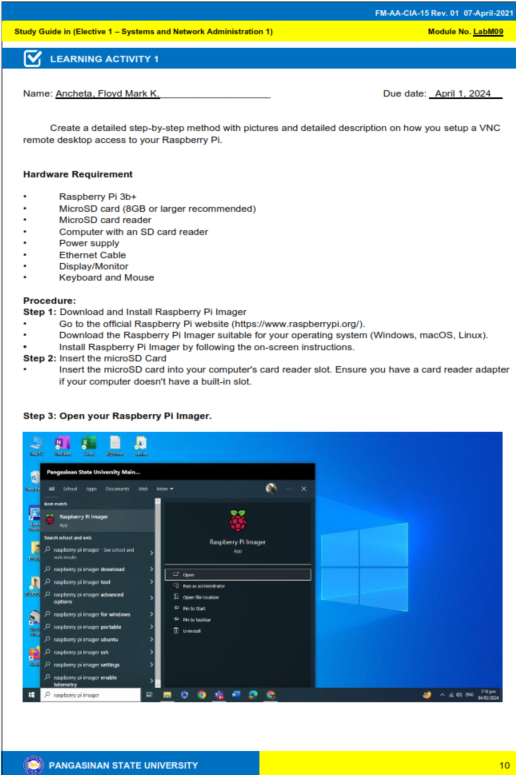 FM-AA-CIA-15 Rev. 01 07-April-2021
Study Guide in (Elective 1 – Systems and Network Administration 1) Module No. LabM09
LEARNING ACTIVITY 1
Name: Ancheta, Floyd Mark K. Due date: April 1, 2024
Create a detailed step-by-step method with pictures and detailed description on how you setup a VNC
remote desktop access to your Raspberry Pi.
Hardware Requirement
• Raspberry Pi 3b+
• MicroSD card (8GB or larger recommended)
• MicroSD card reader
• Computer with an SD card reader
• Power supply
• Ethernet Cable
• Display/Monitor
• Keyboard and Mouse
Procedure:
Step 1: Download and Install Raspberry Pi Imager
• Go to the official Raspberry Pi website (https://www.raspberrypi.org/).
• Download the Raspberry Pi Imager suitable for your operating system (Windows, macOS, Linux).
• Install Raspberry Pi Imager by following the on-screen instructions.
Step 2: Insert the microSD Card
• Insert the microSD card into your computer's card reader slot. Ensure you have a card reader adapter
if your computer doesn't have a built-in slot.
Step 3: Open your Raspberry Pi Imager.
Pangasinan State University Main...
All School Apps Documents Web More
Best match
Raspberry Pi Imager
App
Search school and web
raspberry pi imager - See school and
web results
raspberry pi imager download
raspberry pi imager tool
raspberry pi imager advanced
options
raspberry pi imager for windows
raspberry pi imager portable
raspberry pi imager ubuntu
raspberry pi imager ssh
raspberry pi imager settings
raspberry pi imager enable
telemetry
Raspberry Pi Imager
App
Open
Run as administrator
Open file location
Pin to Start
Pin to taskbar
Uninstall
raspberry pi imager
ENG
PANGASINAN STATE UNIVERSITY 10